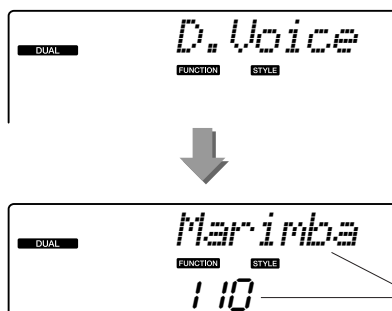 D.Voice
DUAL
FUNCTION STYLE
Marimba
DUAL
FUNCTION STYLE
110